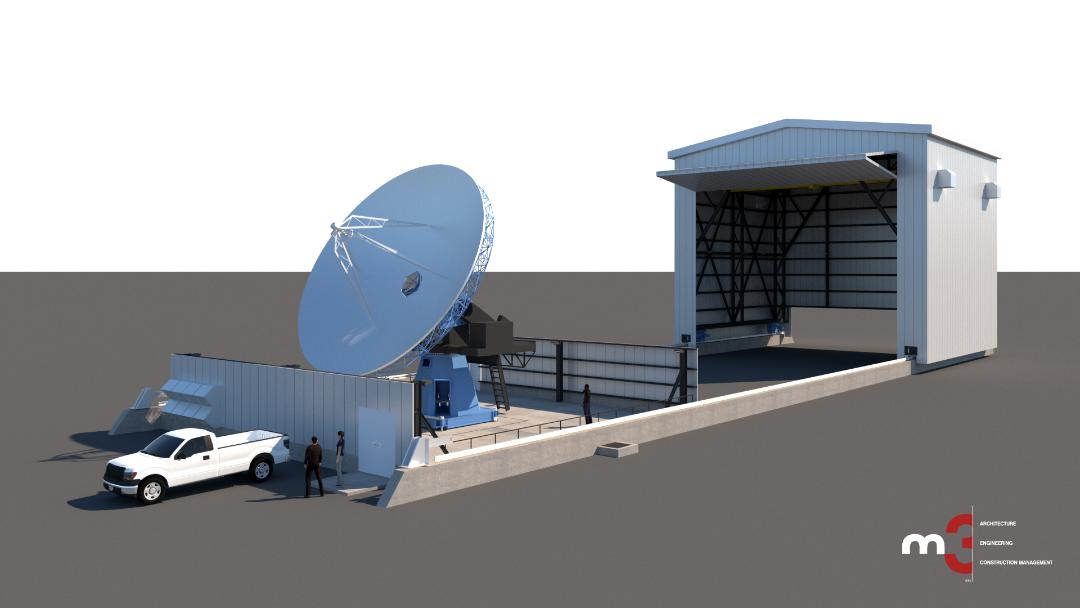 m3
ARCHITECTURE
ENGINEERING
CONSTRUCTION MANAGEMENT